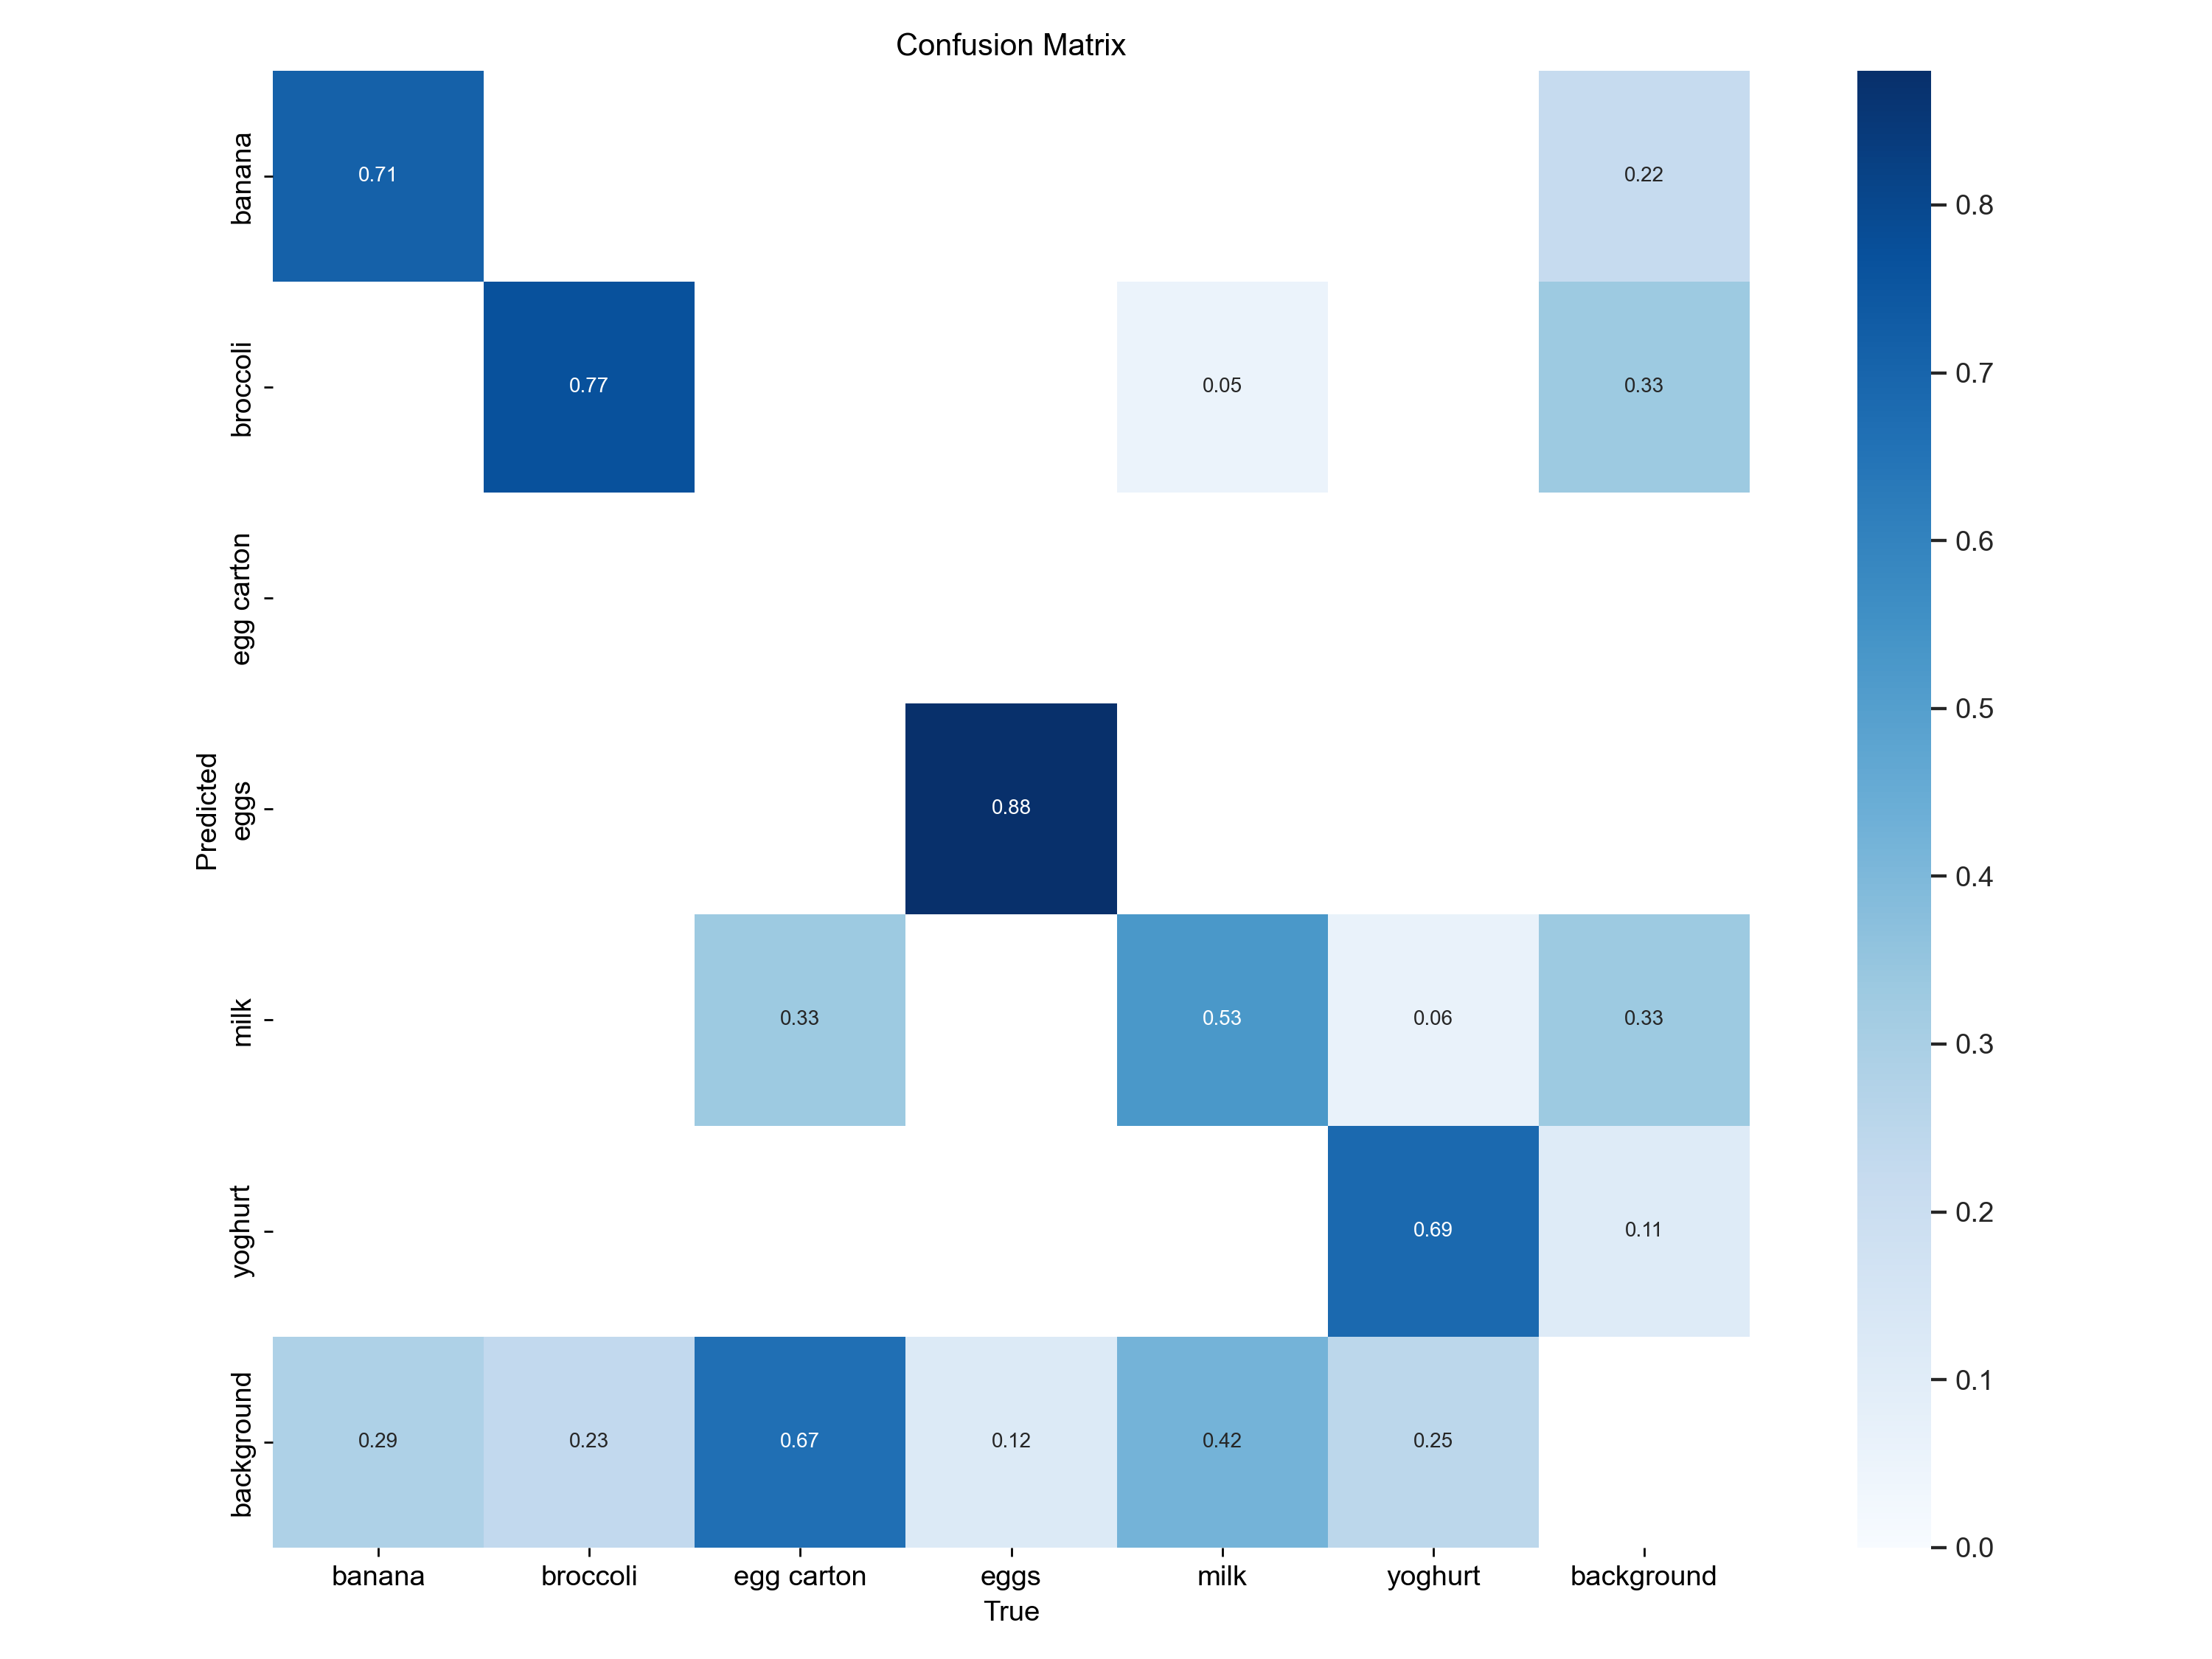 Confusion Matrix
banana
0.71
0.22
0.8
broccoli
0.77
0.05
0.33
0.7
0.6
egg carton
0.5
Predicted
eggs
0.88
0.4
milk
0.33
0.53
0.06
0.33
0.3
yoghurt
0.69
0.11
0.2
0.1
background
0.29
0.23
0.67
0.12
0.42
0.25
0.0
banana broccoli egg carton eggs milk yoghurt background
True